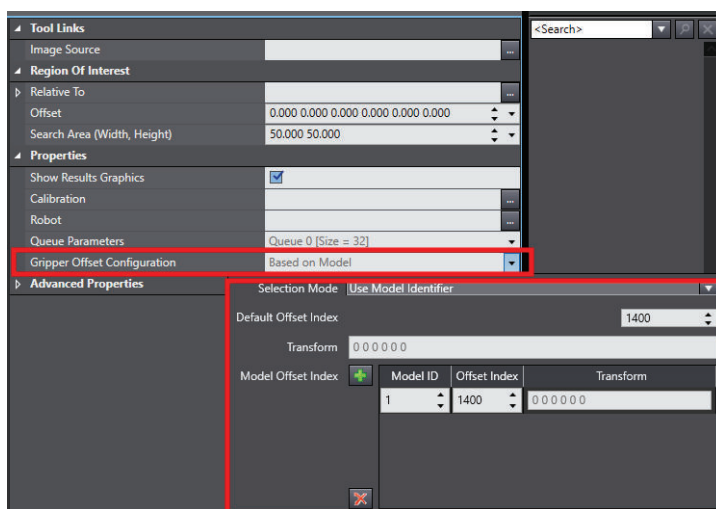 Tool Links
<Search>
Image Source
...
Region Of Interest
Relative To
...
Offset 0.000 0.000 0.000 0.000 0.000 0.000
Search Area (Width, Height) 50.000 50.000
Properties
Show Results Graphics
Calibration
...
Robot
...
Queue Parameters Queue 0 [Size = 32]
Gripper Offset Configuration Based on Model
Advanced Properties
Selection Mode Use Model Identifier
Default Offset Index 1400
Transform 0 0 0 0 0 0
Model Offset Index Model ID Offset Index Transform
1 1400 0 0 0 0 0 0